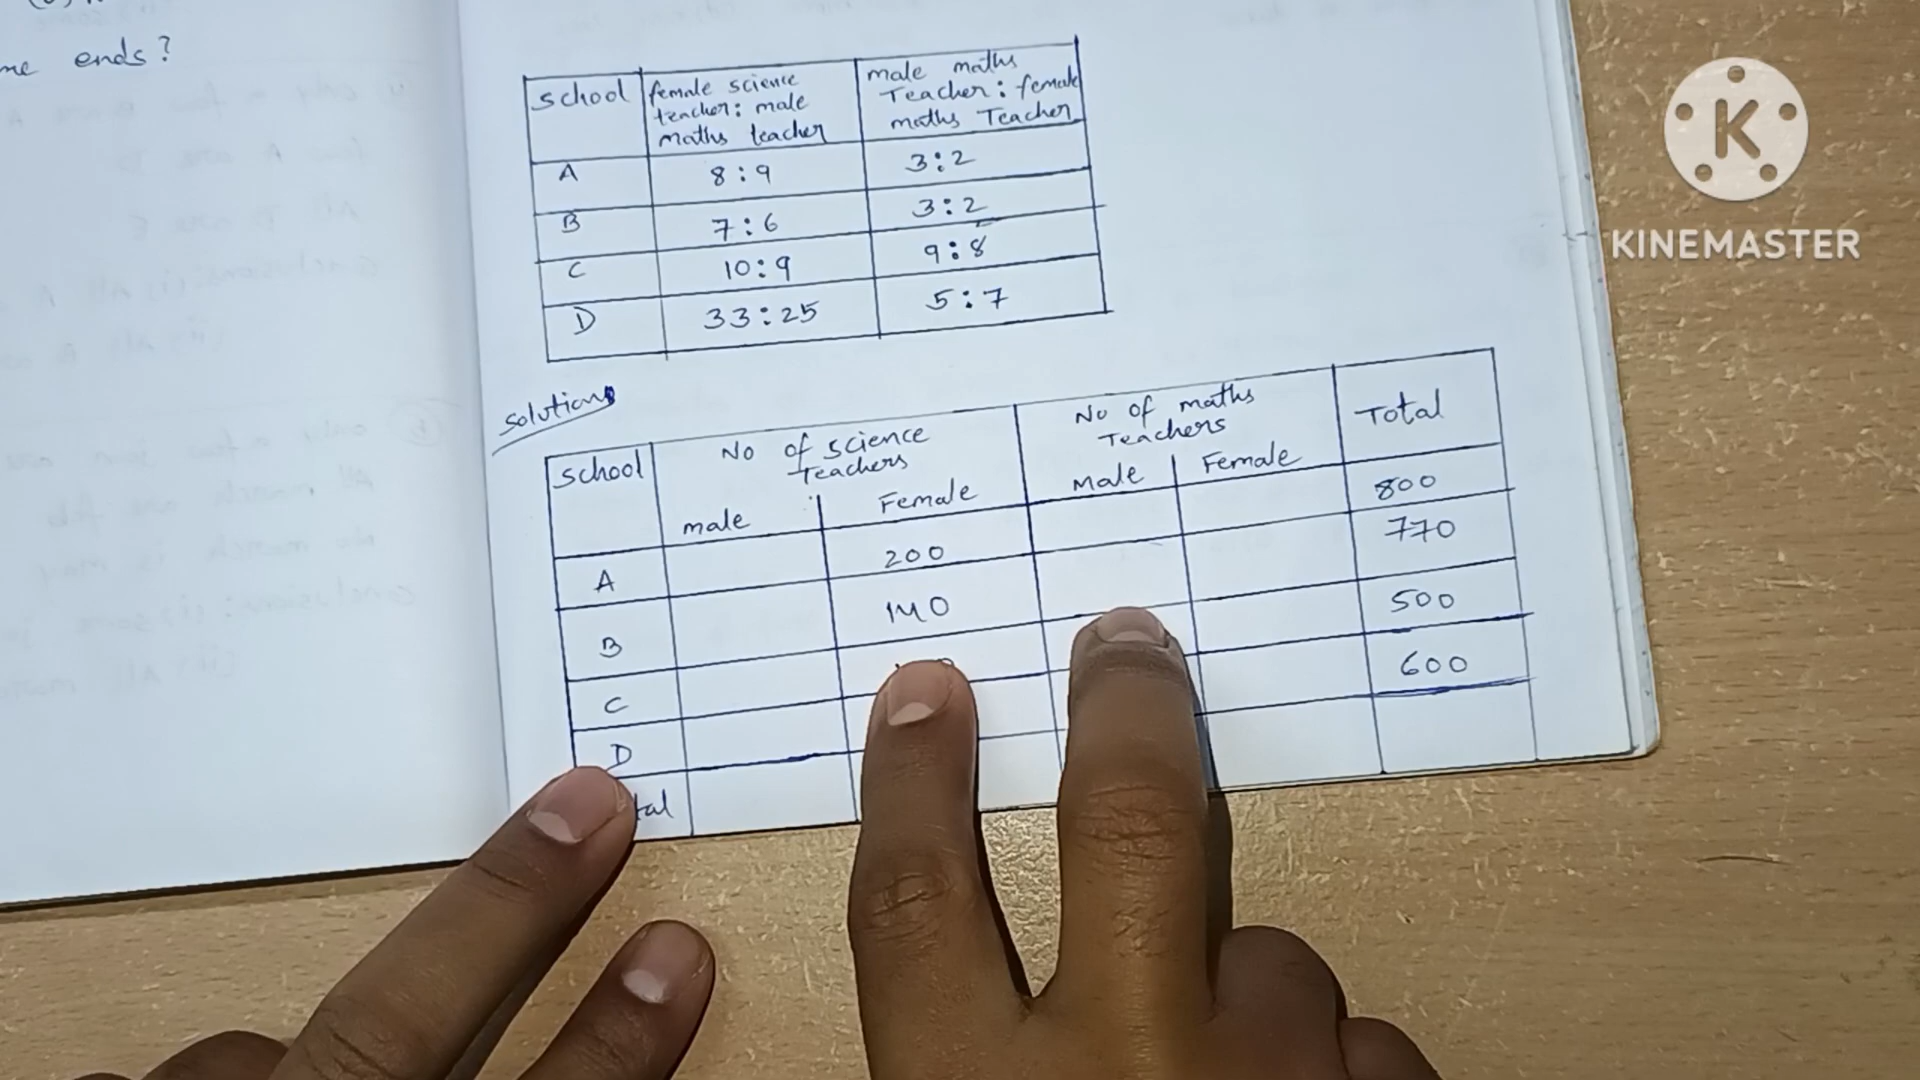 me ends?
school female science teacher: male maths teacher male maths Teacher: female maths Teacher
A 8:9 3:2
B 7:6 3:2
C 10:9 9:8
D 33:25 5:7
Solution
school No of science Teachers No of maths Teachers Total
male Female Male Female
A 200 800
B 140 770
C 500
D 600
tal
K
KINEMASTER